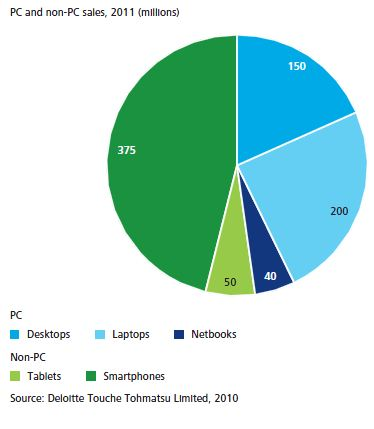 PC and non-PC sales, 2011 (millions)
150
375
200
50
40
PC
Desktops Laptops Netbooks
Non-PC
Tablets Smartphones
Source: Deloitte Touche Tohmatsu Limited, 2010